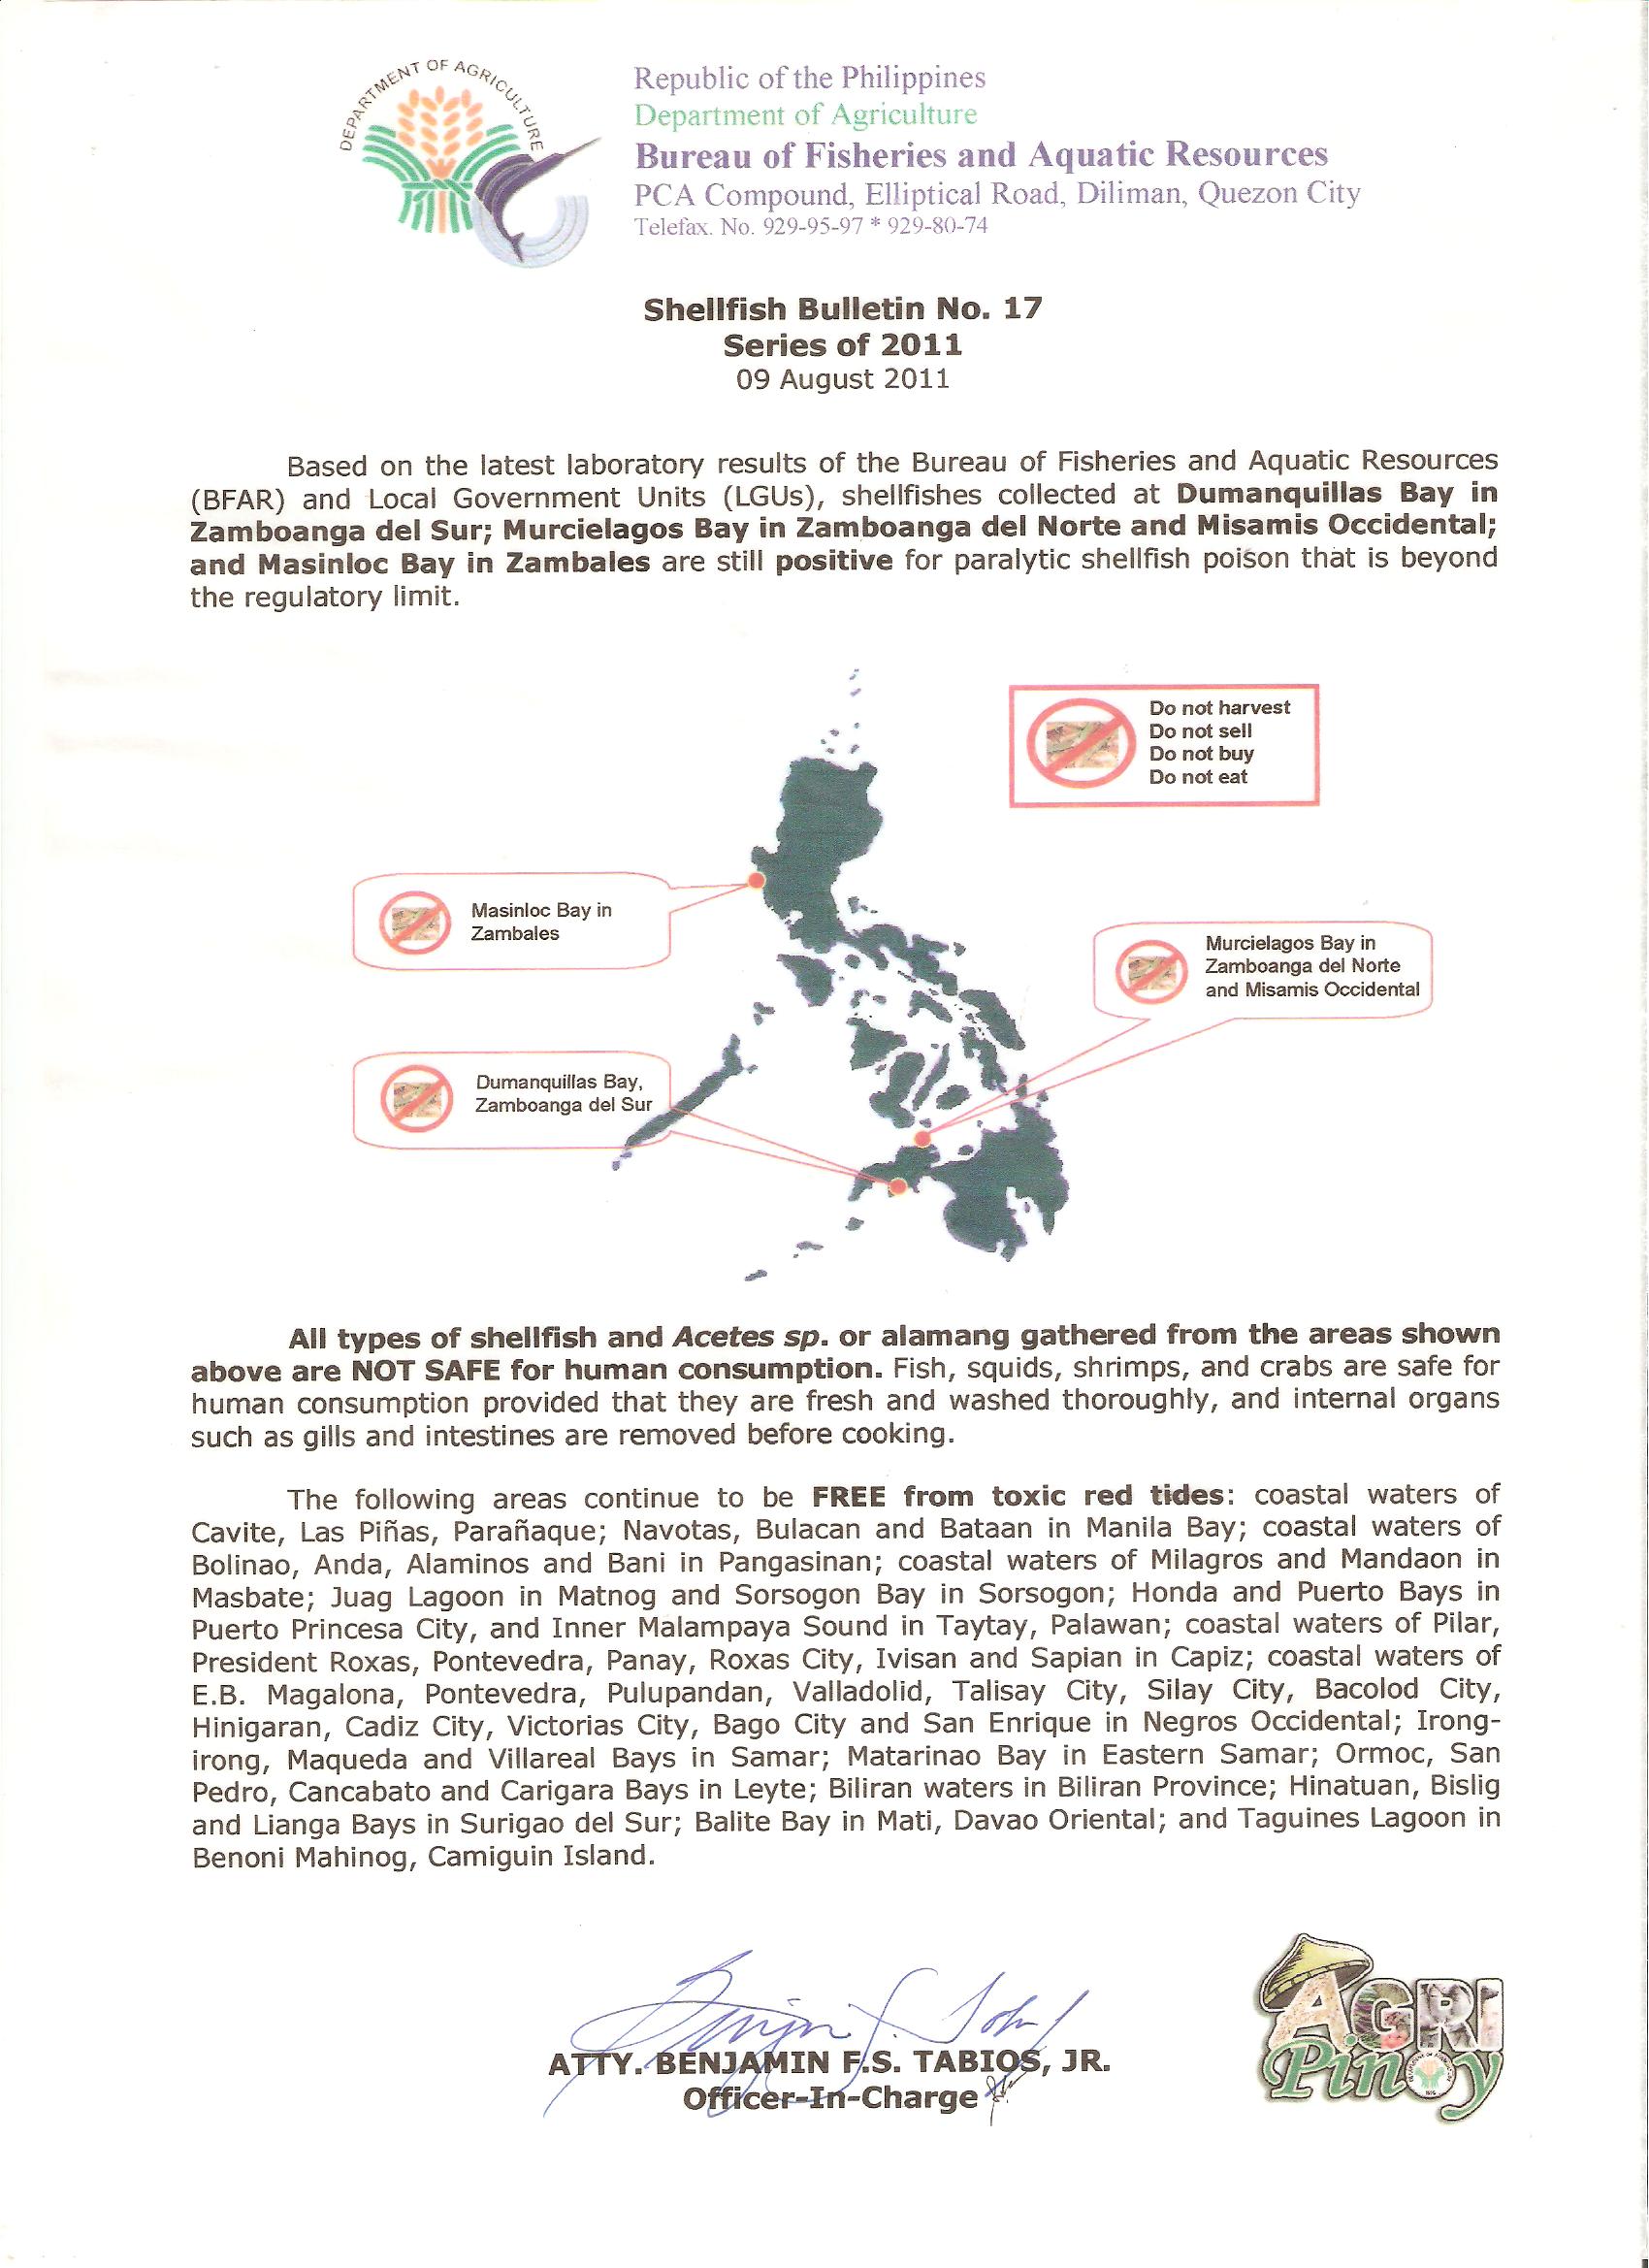 DEPARTMENT OF AGRICULTURE
Republic of the Philippines
Department of Agriculture
Bureau of Fisheries and Aquatic Resources
PCA Compound, Elliptical Road, Diliman, Quezon City
Telefax. No. 929-95-97 * 929-80-74
Shellfish Bulletin No. 17
Series of 2011
09 August 2011
Based on the latest laboratory results of the Bureau of Fisheries and Aquatic Resources
(BFAR) and Local Government Units (LGUs), shellfishes collected at Dumanquillas Bay in
Zamboanga del Sur; Murcielagos Bay in Zamboanga del Norte and Misamis Occidental;
and Masinloc Bay in Zambales are still positive for paralytic shellfish poison that is beyond
the regulatory limit.
Do not harvest
Do not sell
Do not buy
Do not eat
Masinloc Bay in
Zambales
Murcielagos Bay in
Zamboanga del Norte
and Misamis Occidental
Dumanquillas Bay,
Zamboanga del Sur
All types of shellfish and Acetes sp. or alamang gathered from the areas shown
above are NOT SAFE for human consumption. Fish, squids, shrimps, and crabs are safe for
human consumption provided that they are fresh and washed thoroughly, and internal organs
such as gills and intestines are removed before cooking.
The following areas continue to be FREE from toxic red tides: coastal waters of
Cavite, Las Piñas, Parañaque; Navotas, Bulacan and Bataan in Manila Bay; coastal waters of
Bolinao, Anda, Alaminos and Bani in Pangasinan; coastal waters of Milagros and Mandaon in
Masbate; Juag Lagoon in Matnog and Sorsogon Bay in Sorsogon; Honda and Puerto Bays in
Puerto Princesa City, and Inner Malampaya Sound in Taytay, Palawan; coastal waters of Pilar,
President Roxas, Pontevedra, Panay, Roxas City, Ivisan and Sapian in Capiz; coastal waters of
E.B. Magalona, Pontevedra, Pulupandan, Valladolid, Talisay City, Silay City, Bacolod City,
Hinigaran, Cadiz City, Victorias City, Bago City and San Enrique in Negros Occidental; Irong-
irong, Maqueda and Villareal Bays in Samar; Matarinao Bay in Eastern Samar; Ormoc, San
Pedro, Cancabato and Carigara Bays in Leyte; Biliran waters in Biliran Province; Hinatuan, Bislig
and Lianga Bays in Surigao del Sur; Balite Bay in Mati, Davao Oriental; and Taguines Lagoon in
Benoni Mahinog, Camiguin Island.
ATTY. BENJAMIN F.S. TABIOS, JR.
Officer-In-Charge
AGRI
Pinoy